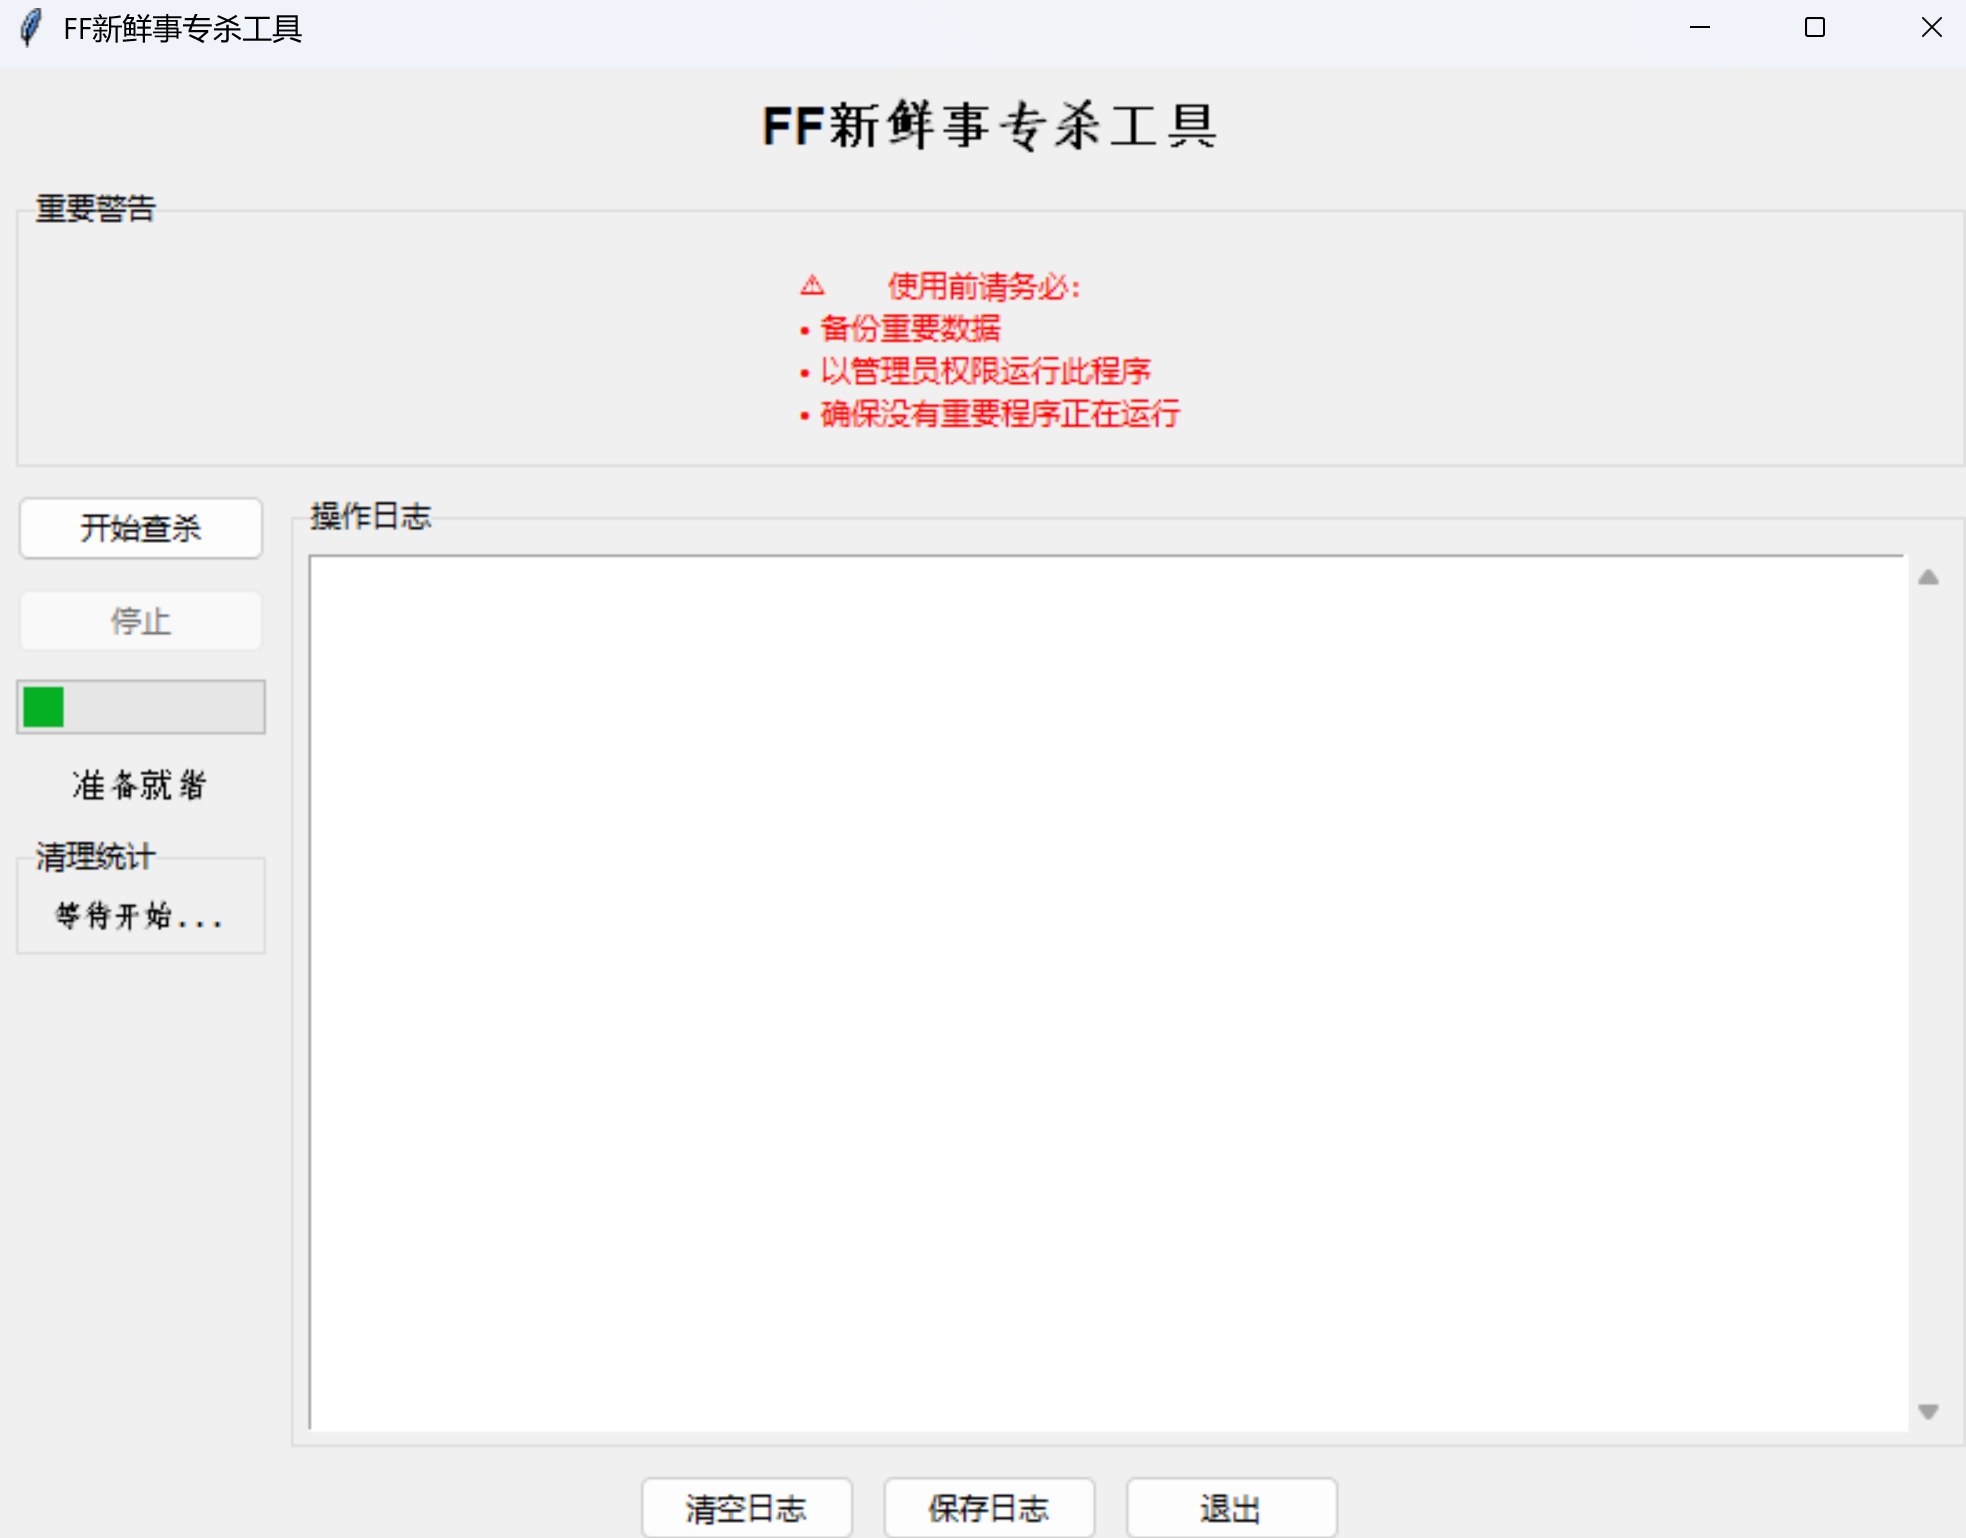 FF新鲜事专杀工具
FF新鲜事专杀工具
重要警告
⚠ 使用前请务必：
• 备份重要数据
• 以管理员权限运行此程序
• 确保没有重要程序正在运行
开始查杀
停止
准备就绪
清理统计
等待开始...
操作日志
清空日志
保存日志
退出